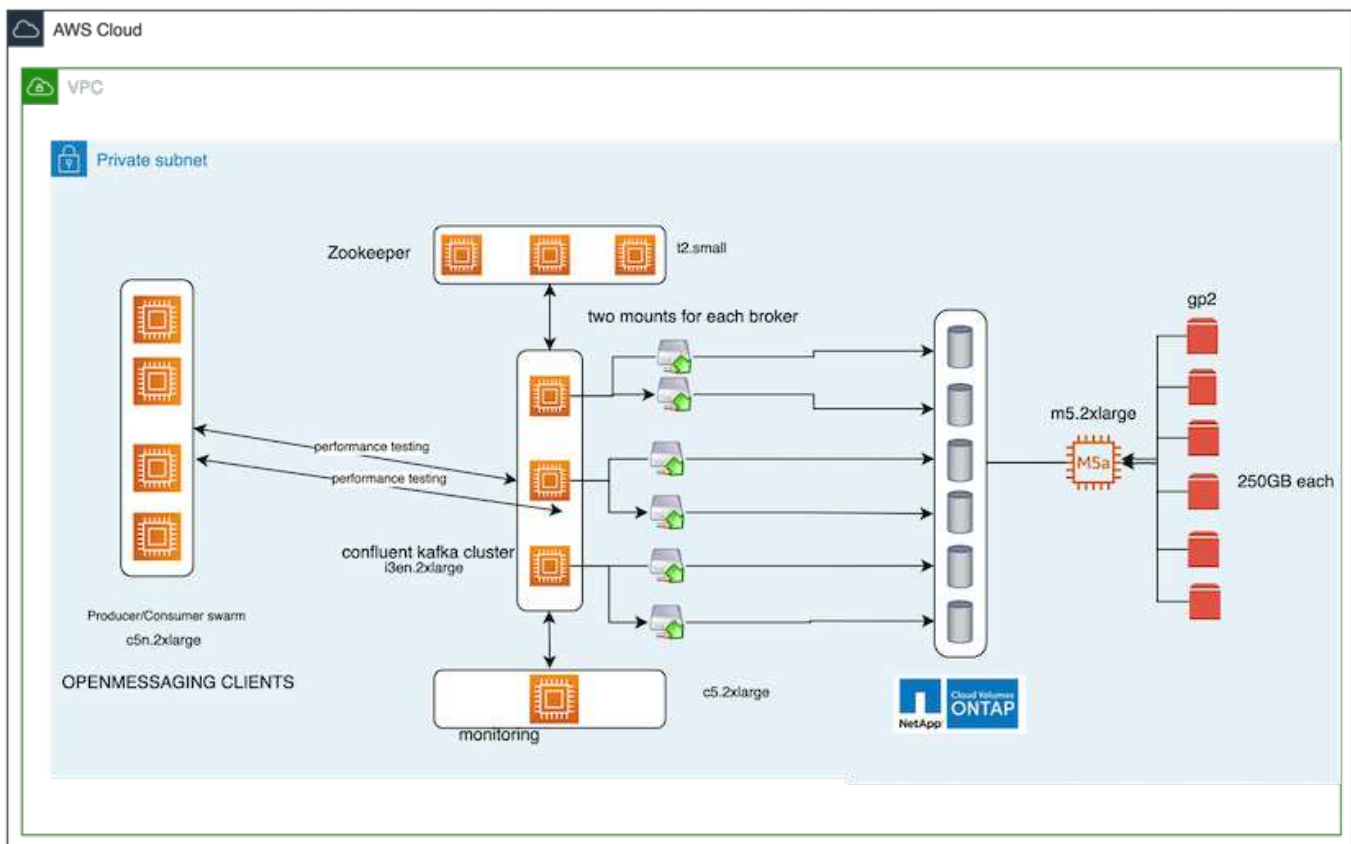 AWS Cloud
VPC
Private subnet
Zookeeper
t2.small
two mounts for each broker
gp2
m5.2xlarge
M5a
250GB each
performance testing
performance testing
confluent kafka cluster
i3en.2xlarge
Producer/Consumer swarm
c5n.2xlarge
OPENMESSAGING CLIENTS
c5.2xlarge
monitoring
NetApp
Cloud Volumes
ONTAP